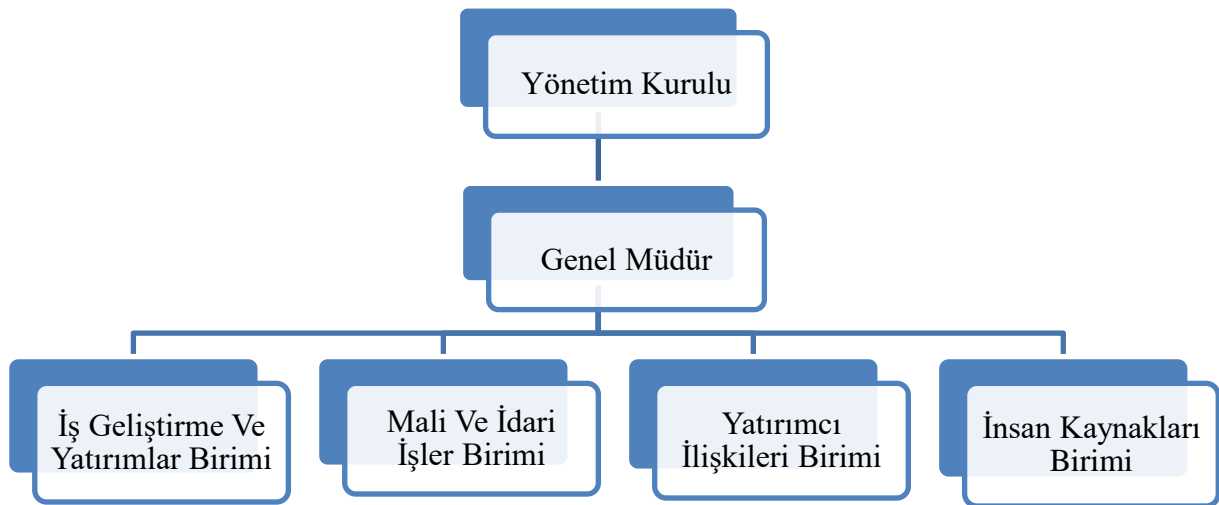 Yönetim Kurulu
Genel Müdür
İş Geliştirme Ve
Yatırımlar Birimi
Mali Ve İdari
İşler Birimi
Yatırımcı
İlişkileri Birimi
İnsan Kaynakları
Birimi